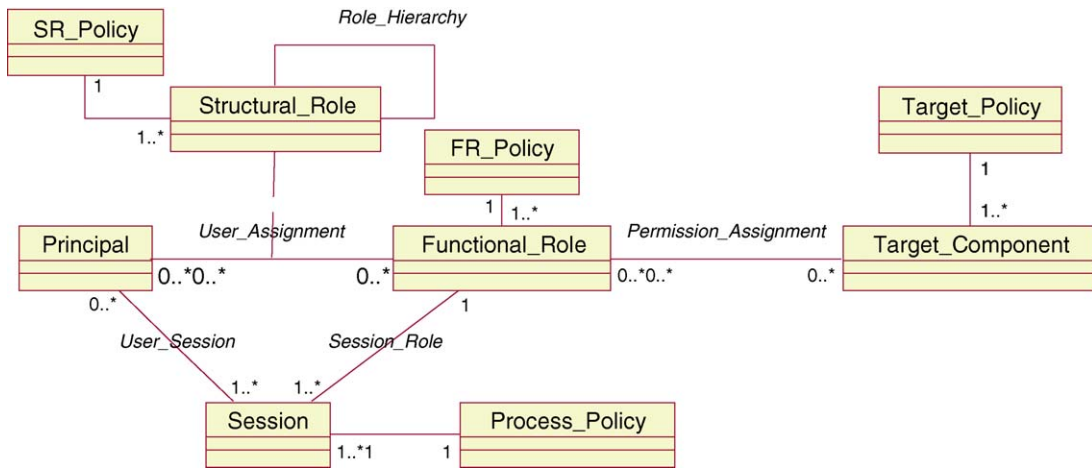 Role_Hierarchy
SR_Policy
1
Structural_Role
1..*
Target_Policy
FR_Policy
1
1
1..*
1..*
User_Assignment
Permission_Assignment
Principal
Functional_Role
Target_Component
0..*0..*
0..*
0..*0..*
0..*
0..*
1
User_Session
Session_Role
1..*
1..*
Session
Process_Policy
1..*1
1